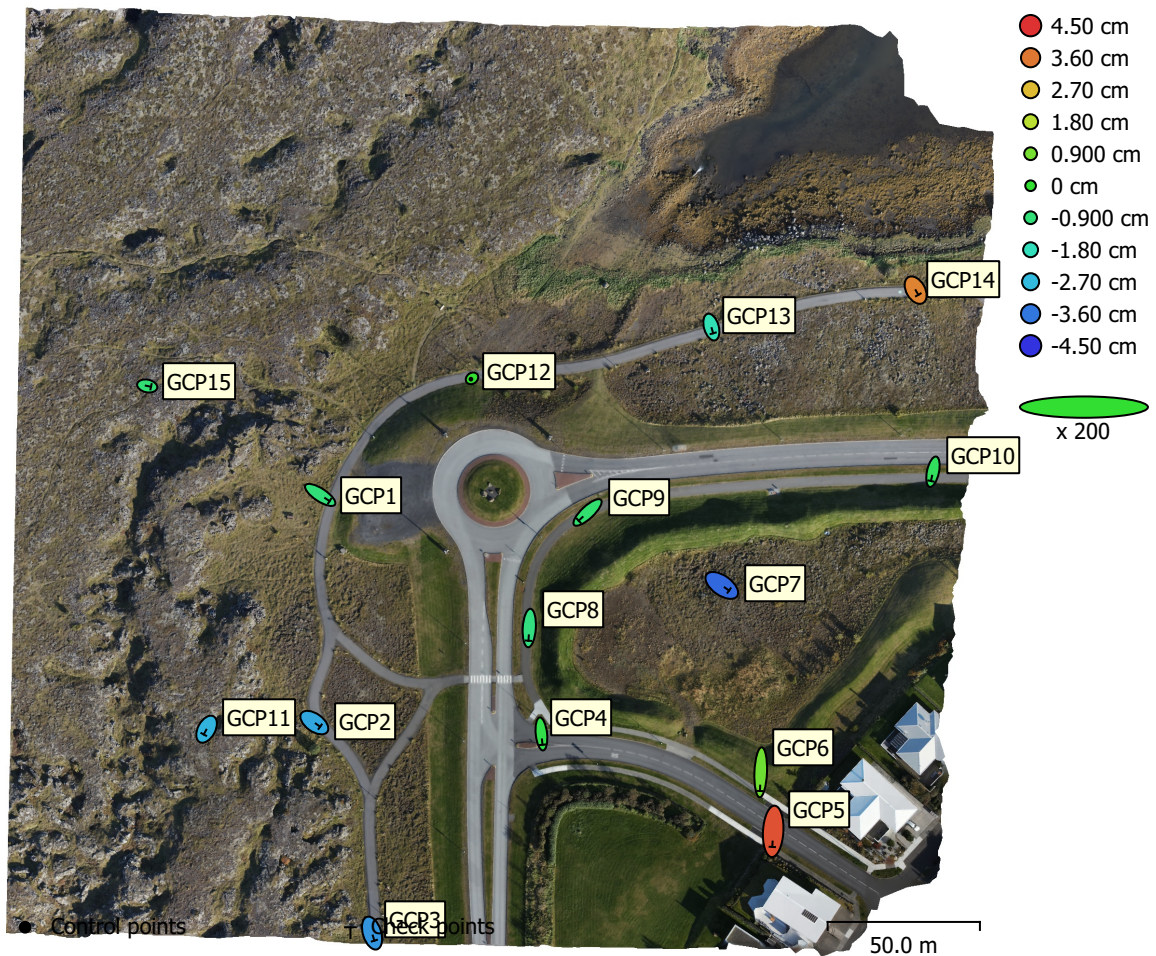 4.50 cm
3.60 cm
2.70 cm
1.80 cm
0.900 cm
0 cm
-0.900 cm
-1.80 cm
-2.70 cm
-3.60 cm
-4.50 cm
x 200
GCP14
GCP13
GCP12
GCP15
GCP10
GCP1
GCP9
GCP7
GCP8
GCP11
GCP2
GCP4
GCP6
GCP5
GCP3
Control points
Check points
50.0 m